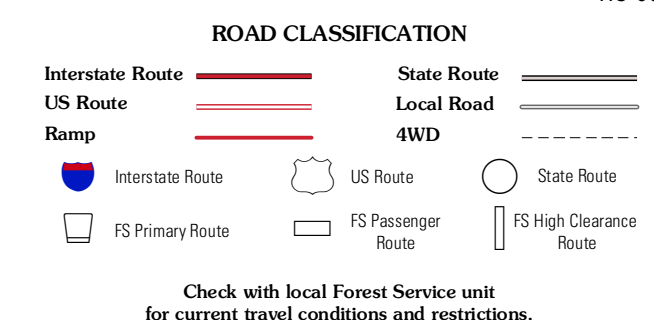 ROAD CLASSIFICATION
Interstate Route
State Route
US Route
Local Road
Ramp
4WD
Interstate Route
US Route
State Route
FS Primary Route
FS Passenger
Route
FS High Clearance
Route
Check with local Forest Service unit
for current travel conditions and restrictions.